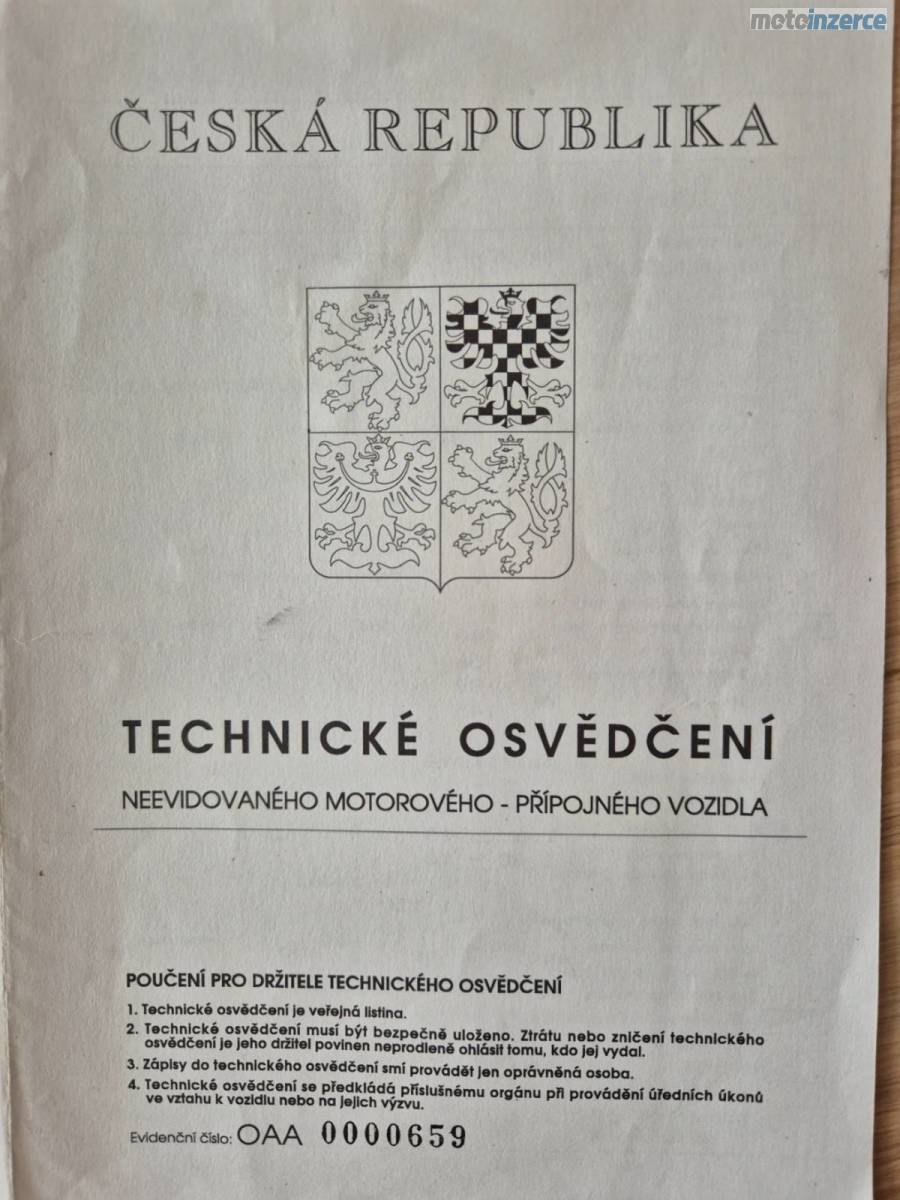 motoinzerce
ČESKÁ REPUBLIKA
TECHNICKÉ OSVĚDČENÍ
NEEVIDOVANÉHO MOTOROVÉHO - PŘÍPOJNÉHO VOZIDLA
POUČENÍ PRO DRŽITELE TECHNICKÉHO OSVĚDČENÍ
1. Technické osvědčení je veřejná listina.
2. Technické osvědčení musí být bezpečně uloženo. Ztrátu nebo zničení technického
osvědčení je jeho držitel povinen neprodleně ohlásit tomu, kdo jej vydal.
3. Zápisy do technického osvědčení smí provádět jen oprávněná osoba.
4. Technické osvědčení se předkládá příslušnému orgánu při provádění úředních úkonů
ve vztahu k vozidlu nebo na jejich výzvu.
Evidenční číslo: OAA 0000659